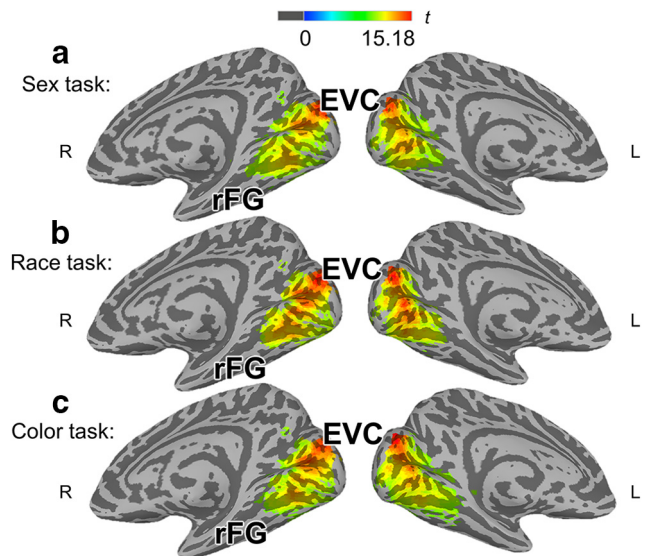 t
0 15.18
a
Sex task:
EVC
R L
rFG
b
Race task:
EVC
R L
rFG
c
Color task:
EVC
R L
rFG